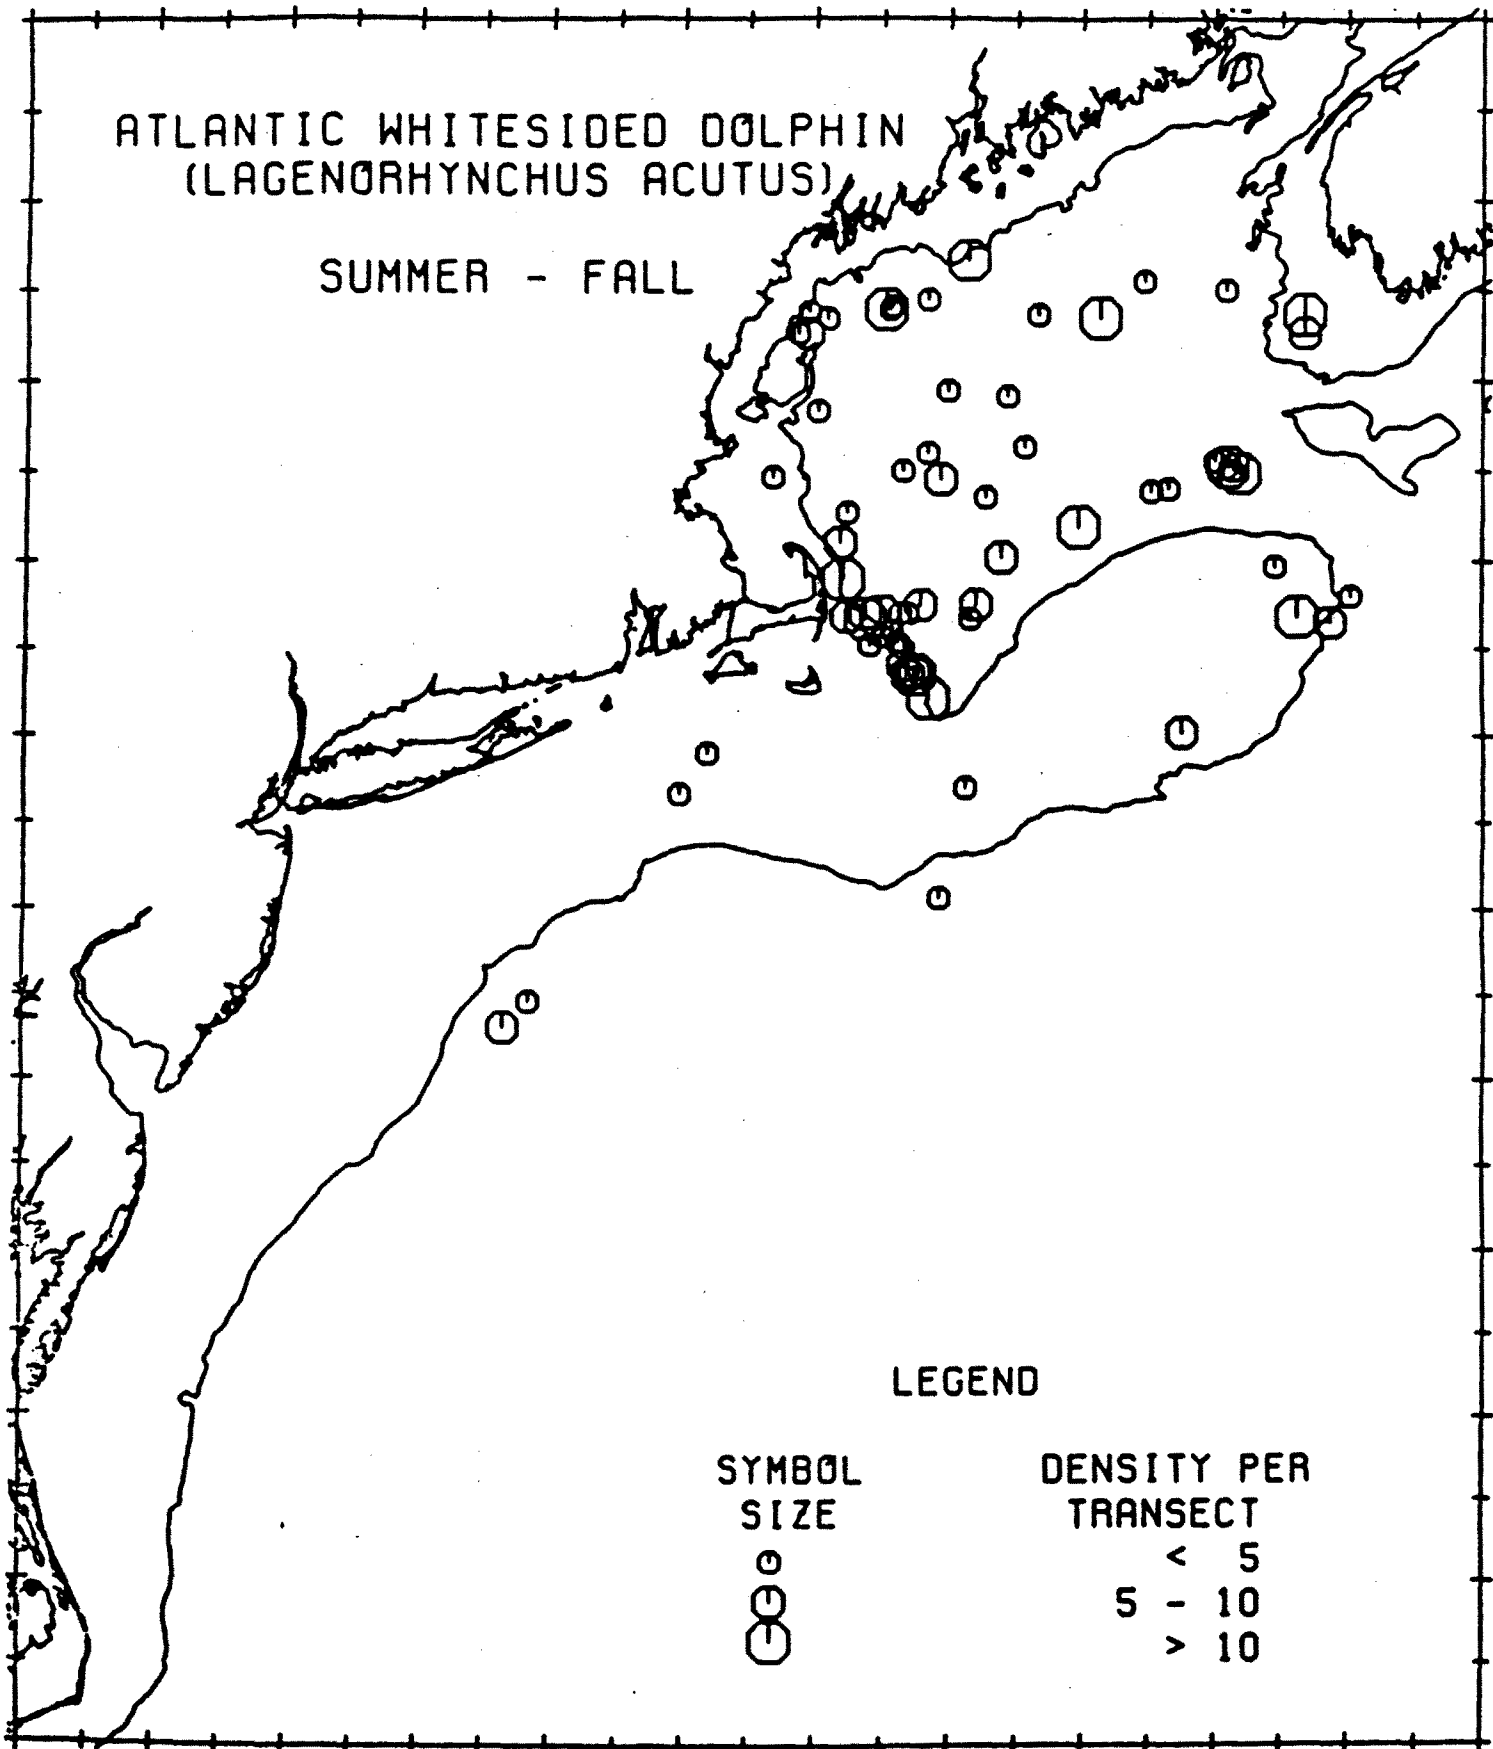 ATLANTIC WHITESIDED DOLPHIN
(LAGENORHYNCHUS ACUTUS)
SUMMER - FALL
LEGEND
SYMBOL SIZE
DENSITY PER TRANSECT
< 5
5 - 10
> 10